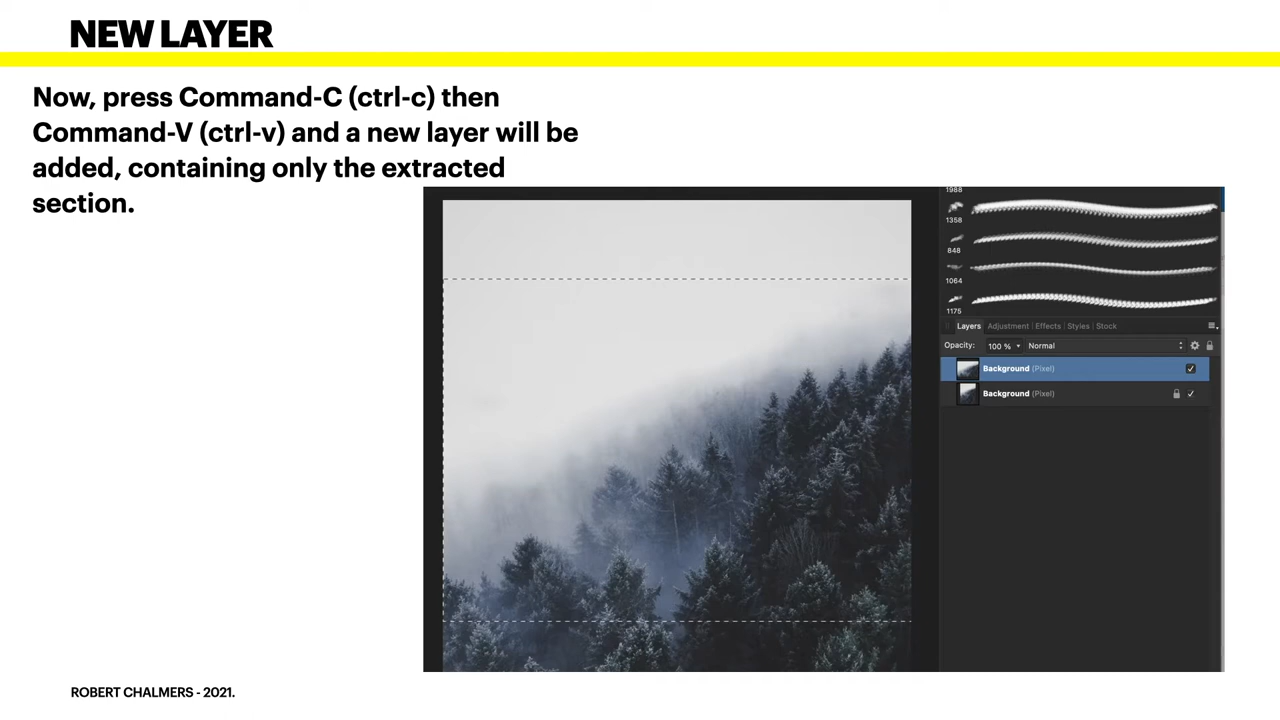 NEW LAYER
Now, press Command-C (ctrl-c) then
Command-V (ctrl-v) and a new layer will be
added, containing only the extracted
section.
1988
1358
848
1064
1175
Layers Adjustment Effects Styles Stock
Opacity: 100 % Normal
Background (Pixel)
Background (Pixel)
ROBERT CHALMERS - 2021.